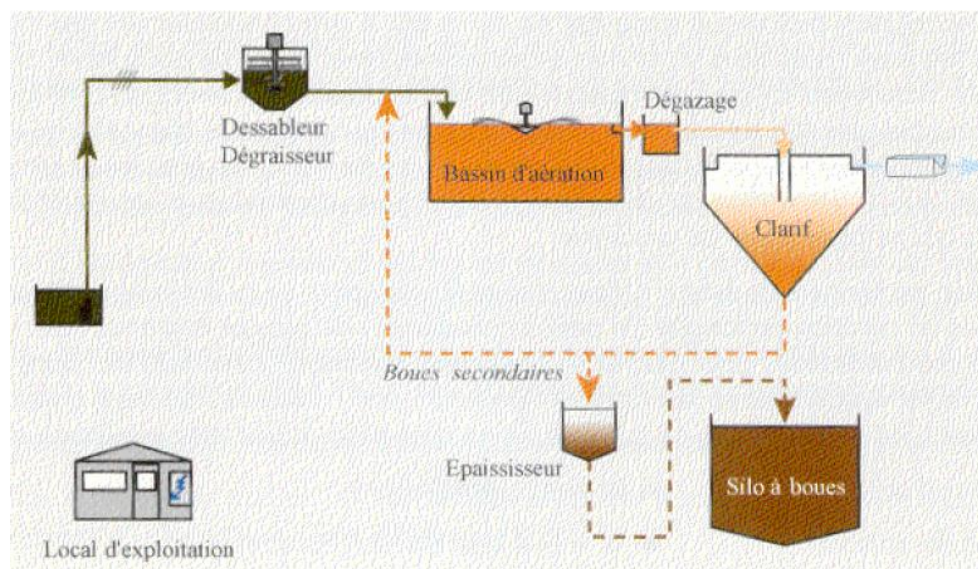 Dessableur
Dégraisseur
Dégazage
Bassin d'aération
Clarif.
Boues secondaires
Epaississeur
Silo à boues
Local d'exploitation